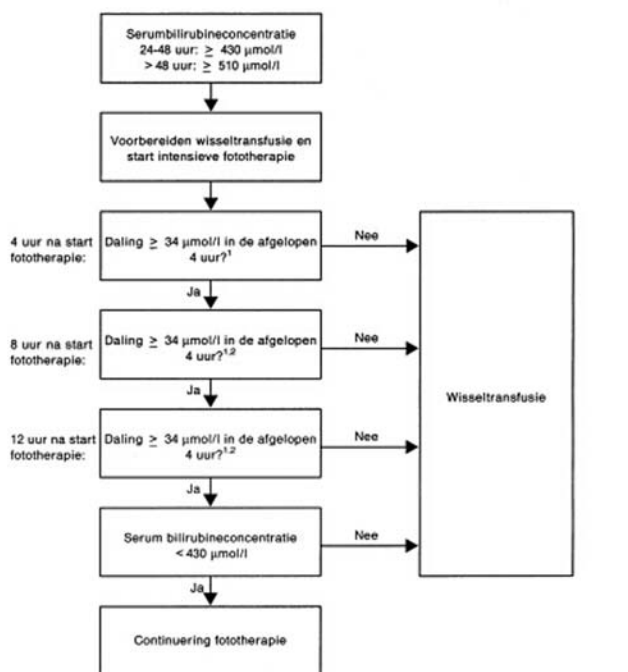 Serumbilirubineconcentratie
24-48 uur: ≥ 430 µmol/l
> 48 uur: ≥ 510 µmol/l
Voorbereiden wisseltransfusie en
start intensieve fototherapie
4 uur na start
fototherapie:
Daling ≥ 34 µmol/l in de afgelopen
4 uur?¹
Nee
Ja
8 uur na start
fototherapie:
Daling ≥ 34 µmol/l in de afgelopen
4 uur?¹,²
Nee
Ja
12 uur na start
fototherapie:
Daling ≥ 34 µmol/l in de afgelopen
4 uur?¹,²
Nee
Ja
Serum bilirubineconcentratie
< 430 µmol/l
Nee
Ja
Continuering fototherapie
Wisseltransfusie